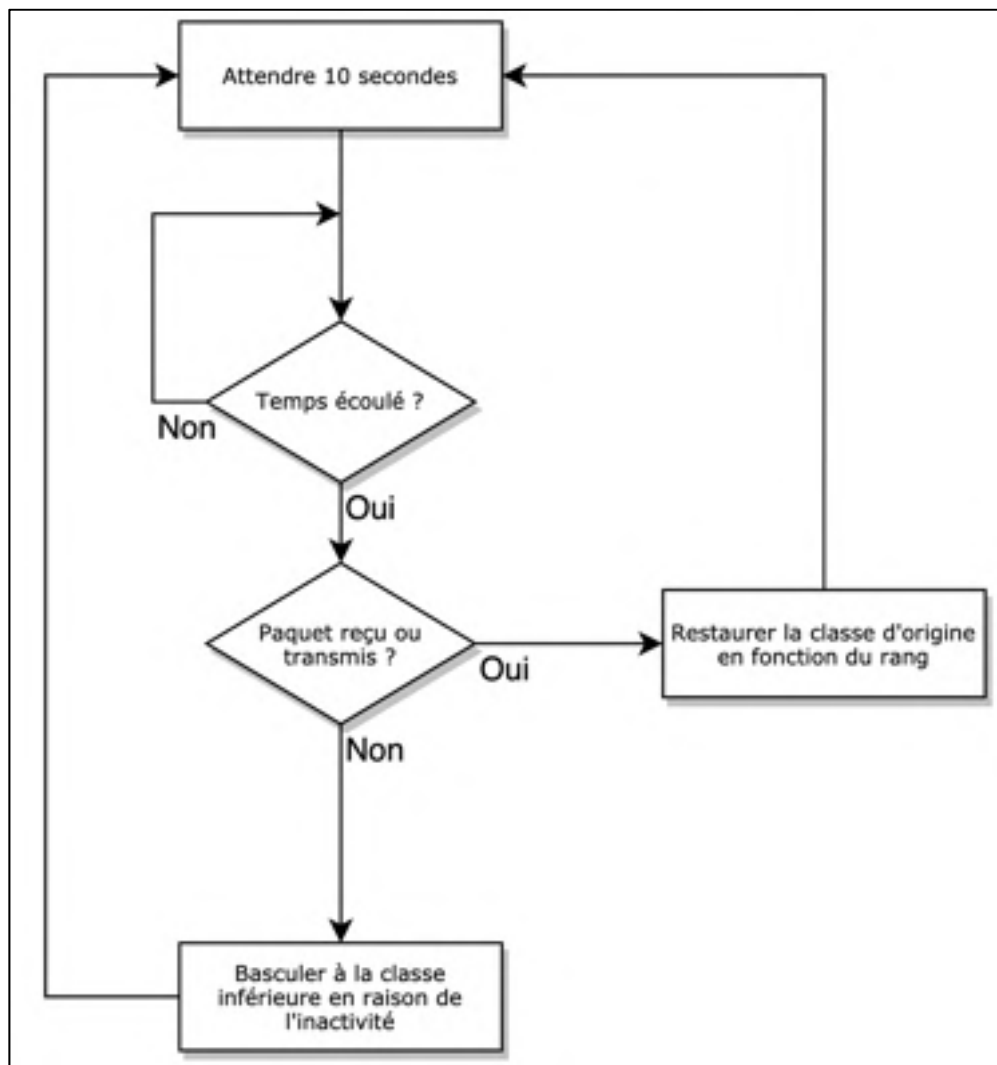 Attendre 10 secondes
Temps écoulé ?
Non
Oui
Paquet reçu ou
transmis ?
Oui
Restaurer la classe d'origine
en fonction du rang
Non
Basculer à la classe
inférieure en raison de
l'inactivité